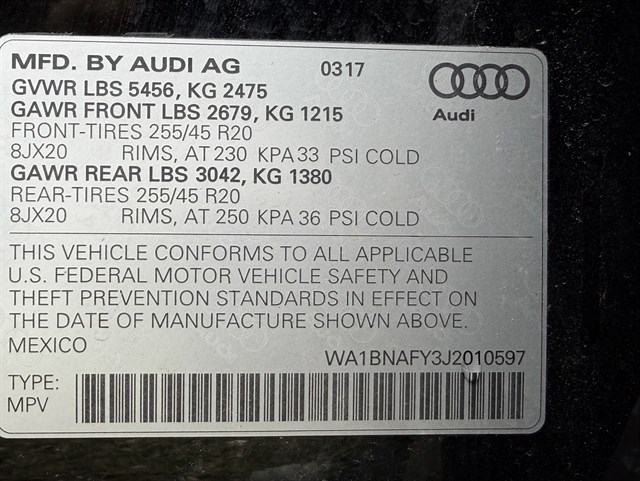 MFD. BY AUDI AG 0317
GVWR LBS 5456, KG 2475
GAWR FRONT LBS 2679, KG 1215 Audi
FRONT-TIRES 255/45 R20
8JX20 RIMS, AT 230 KPA 33 PSI COLD
GAWR REAR LBS 3042, KG 1380
REAR-TIRES 255/45 R20
8JX20 RIMS, AT 250 KPA 36 PSI COLD
THIS VEHICLE CONFORMS TO ALL APPLICABLE
U.S. FEDERAL MOTOR VEHICLE SAFETY AND
THEFT PREVENTION STANDARDS IN EFFECT ON
THE DATE OF MANUFACTURE SHOWN ABOVE.
MEXICO WA1BNAFY3J2010597
TYPE:
MPV